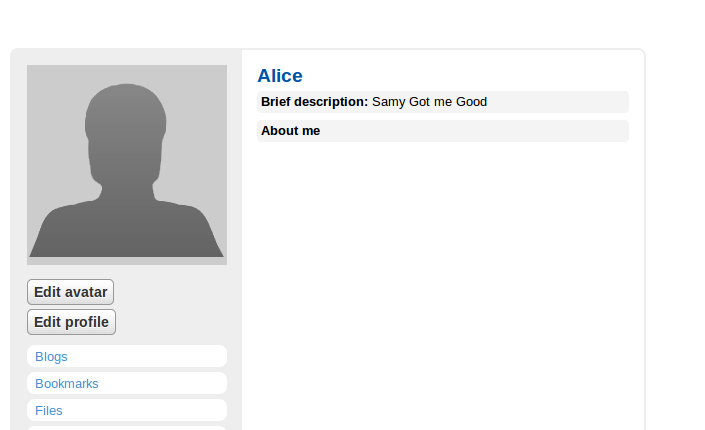 Alice
Brief description: Samy Got me Good
About me
Edit avatar
Edit profile
Blogs
Bookmarks
Files